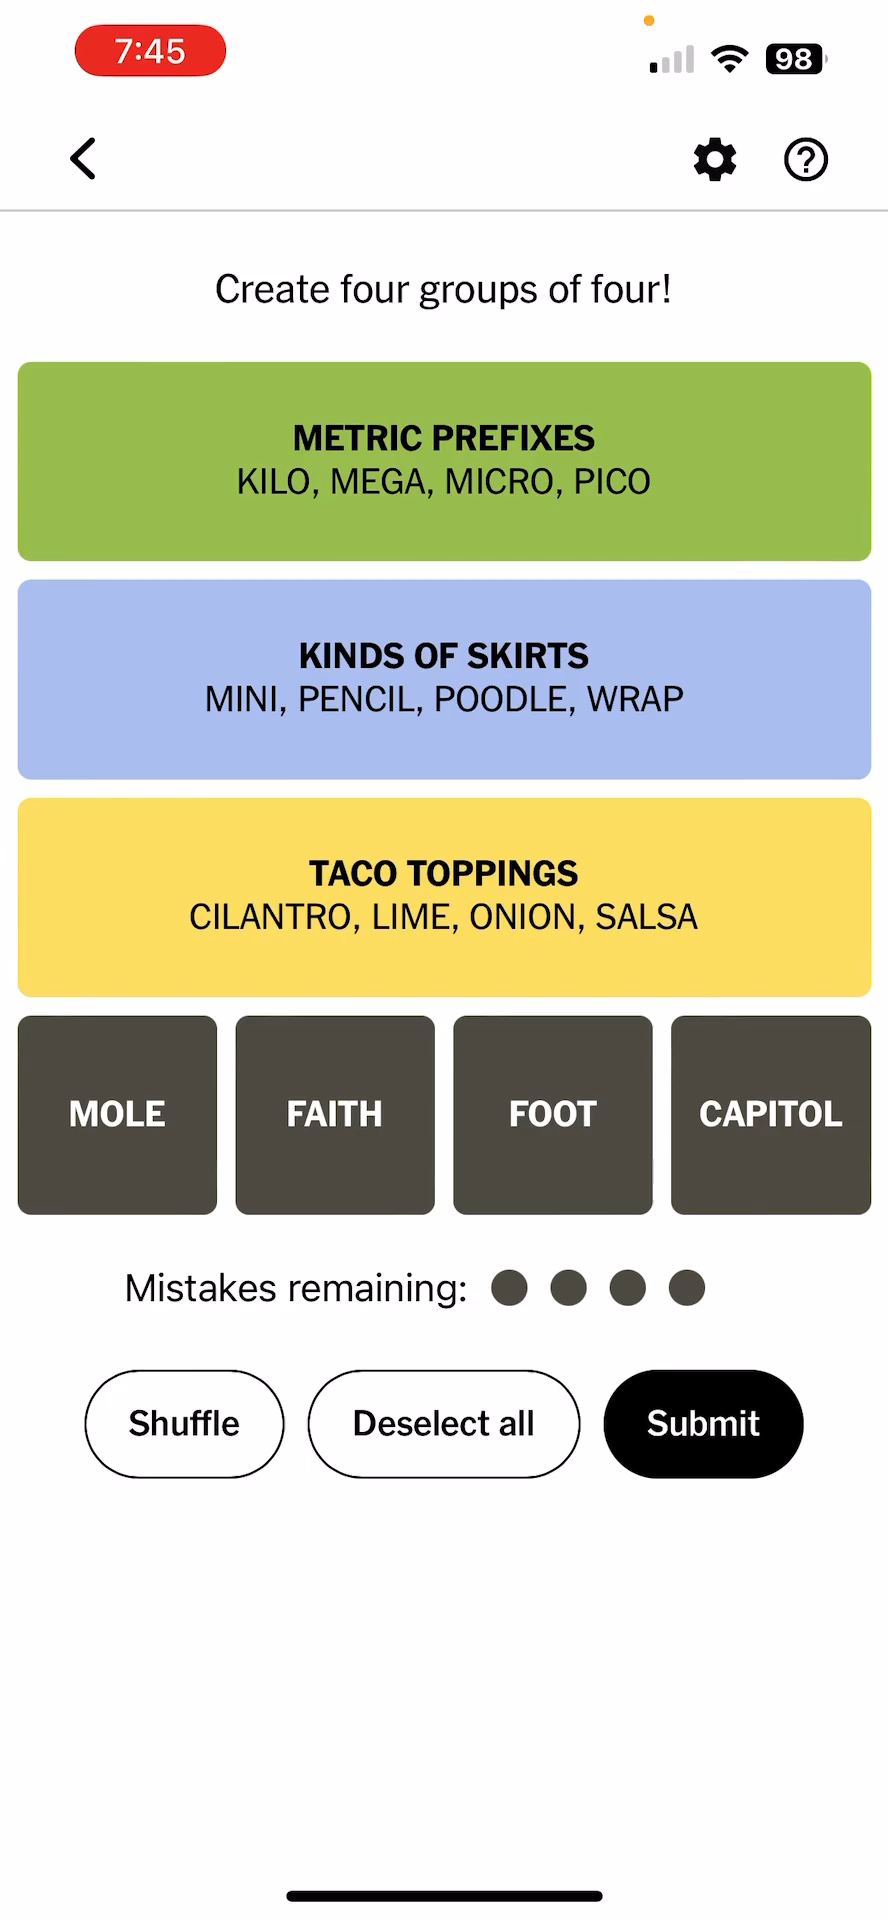 7:45
98
Create four groups of four!
METRIC PREFIXES
KILO, MEGA, MICRO, PICO
KINDS OF SKIRTS
MINI, PENCIL, POODLE, WRAP
TACO TOPPINGS
CILANTRO, LIME, ONION, SALSA
MOLE FAITH FOOT CAPITOL
Mistakes remaining:
Shuffle Deselect all Submit